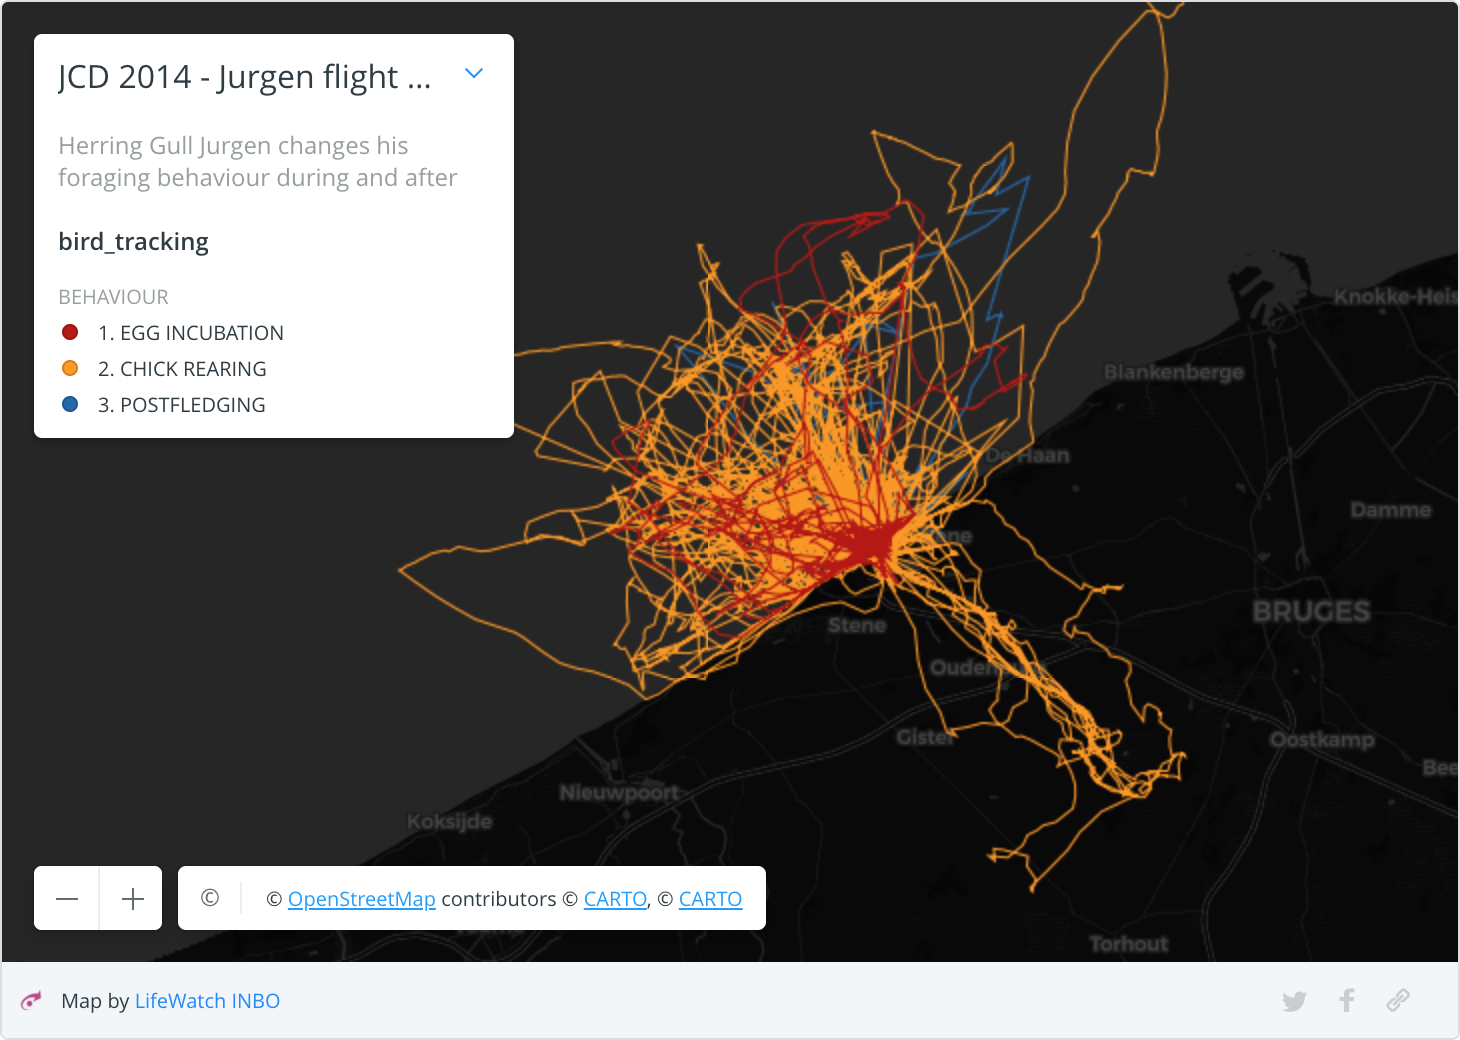 JCD 2014 - Jurgen flight ...
Herring Gull Jurgen changes his
foraging behaviour during and after
bird_tracking
BEHAVIOUR
1. EGG INCUBATION
2. CHICK REARING
3. POSTFLEDGING
Knokke-Heis
Blankenberge
De Haan
Damme
BRUGES
Stene
Gistel
Oostkamp
Bee
Nieuwpoort
Koksijde
Torhout
© © OpenStreetMap contributors © CARTO, © CARTO
Map by LifeWatch INBO